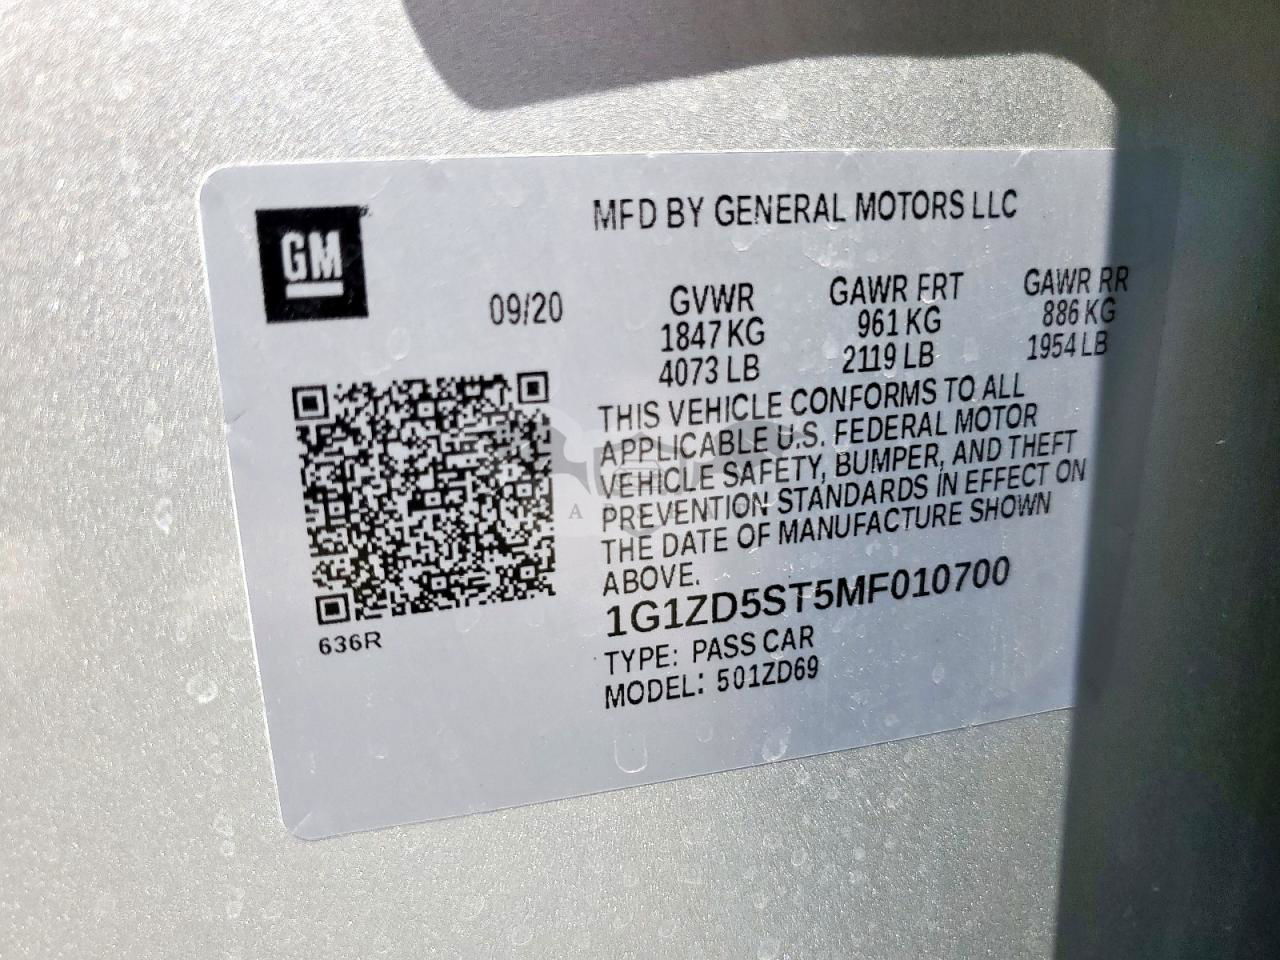 GM
MFD BY GENERAL MOTORS LLC
09/20
GVWR GAWR FRT GAWR RR
1847 KG 961 KG 886 KG
4073 LB 2119 LB 1954 LB
THIS VEHICLE CONFORMS TO ALL
APPLICABLE U.S. FEDERAL MOTOR
VEHICLE SAFETY, BUMPER, AND THEFT
PREVENTION STANDARDS IN EFFECT ON
THE DATE OF MANUFACTURE SHOWN
ABOVE.
1G1ZD5ST5MF010700
TYPE: PASS CAR
MODEL: 501ZD69
636R